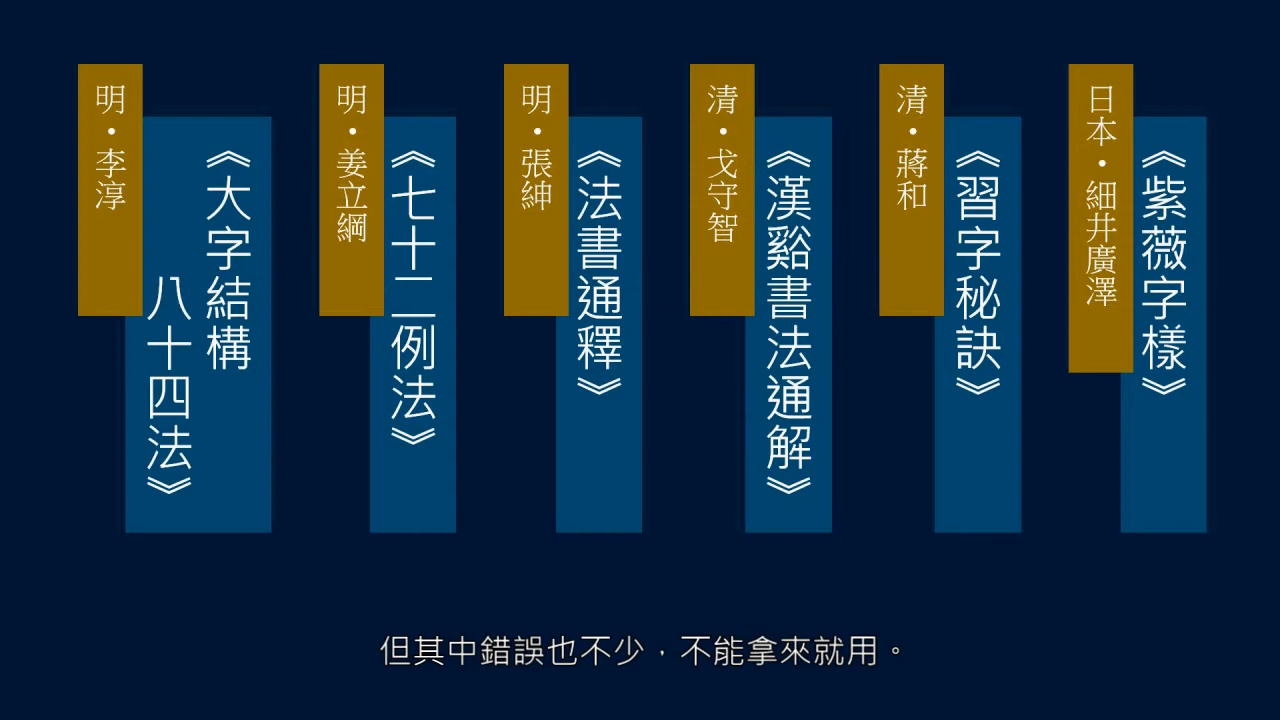 明・李淳
《大字結構
八十四法》
明・姜立綱
《七十二例法》
明・張紳
《法書通釋》
清・戈守智
《漢谿書法通解》
清・蔣和
《習字秘訣》
日本・細井廣澤
《紫薇字樣》
但其中錯誤也不少，不能拿來就用。